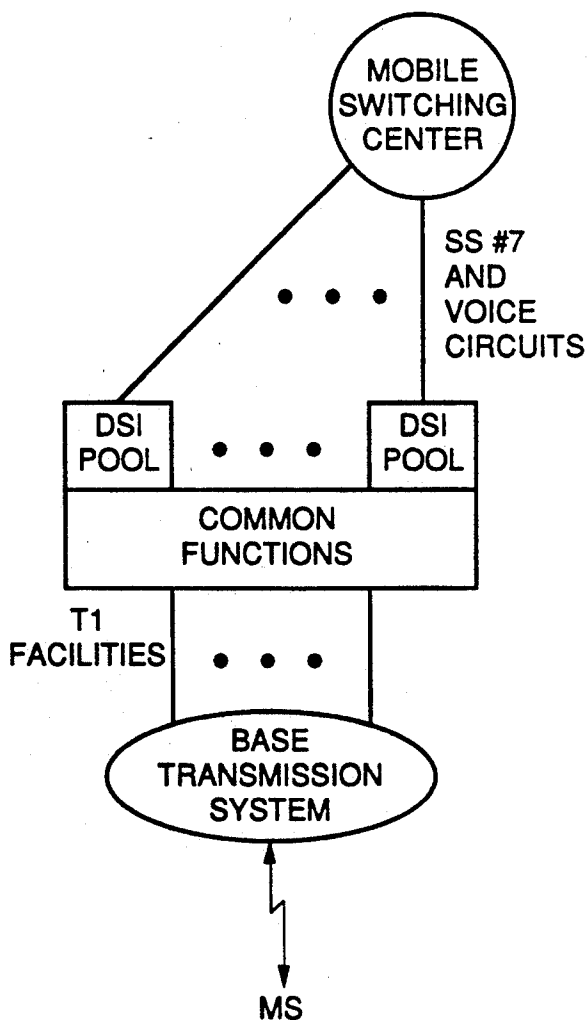 MOBILE
SWITCHING
CENTER
SS #7
AND
VOICE
CIRCUITS
DSI
POOL
DSI
POOL
COMMON
FUNCTIONS
T1
FACILITIES
BASE
TRANSMISSION
SYSTEM
MS